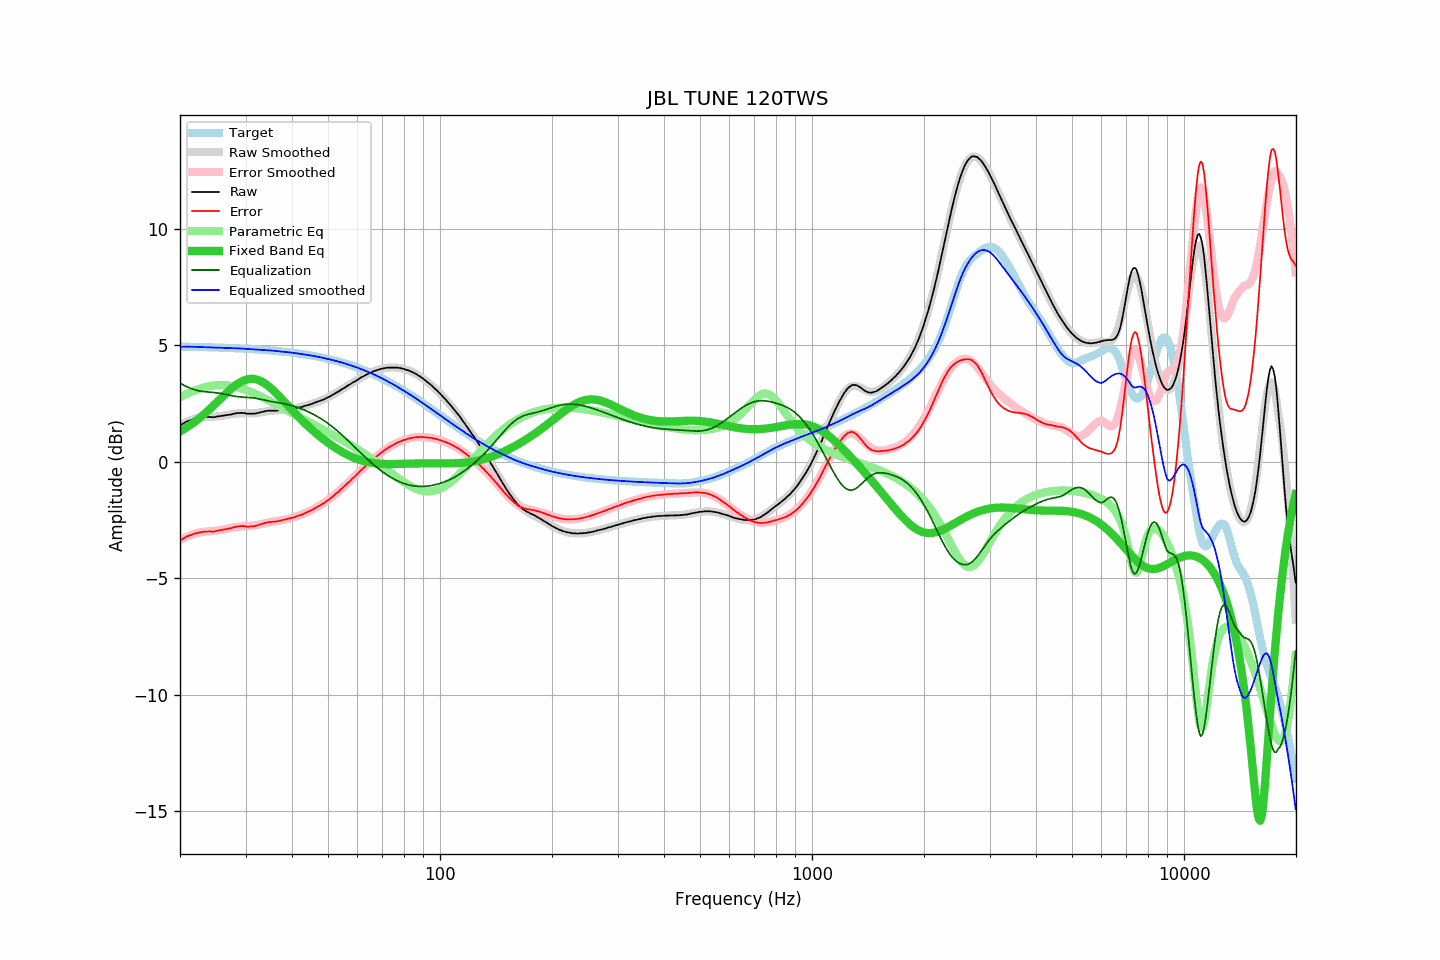 JBL TUNE 120TWS
Target
Raw Smoothed
Error Smoothed
Raw
Error
Parametric Eq
Fixed Band Eq
Equalization
Equalized smoothed
Amplitude (dBr)
10
5
0
−5
−10
−15
100
1000
10000
Frequency (Hz)